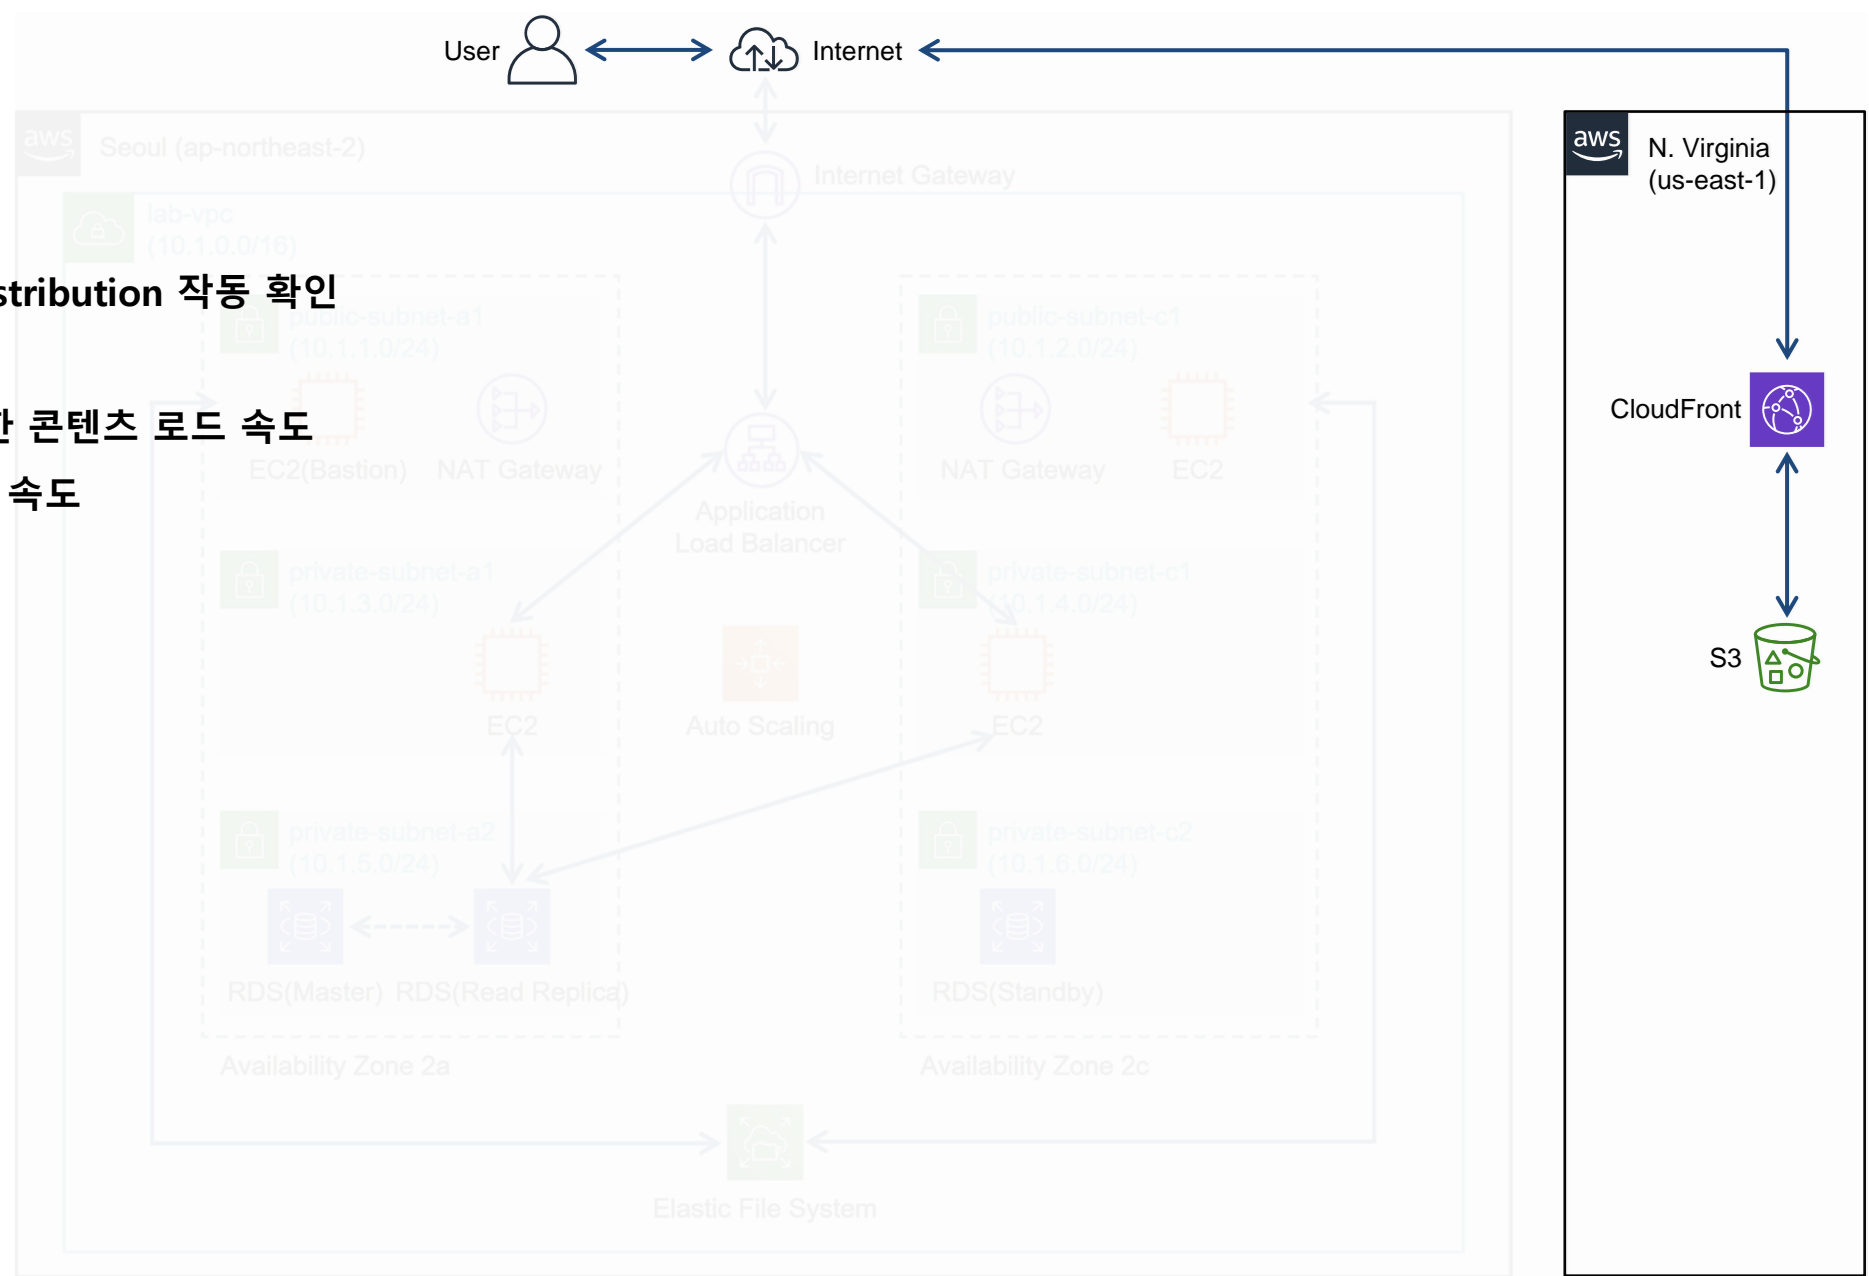 User
Internet
aws
Seoul (ap-northeast-2)
aws
N. Virginia
(us-east-1)
Internet Gateway
lab-vpc
(10.1.0.0/16)
stribution 작동 확인
public-subnet-a1
(10.1.1.0/24)
public-subnet-c1
(10.1.2.0/24)
콘텐츠 로드 속도
속도
EC2(Bastion)
NAT Gateway
NAT Gateway
EC2
CloudFront
Application
Load Balancer
private-subnet-a1
(10.1.3.0/24)
private-subnet-c1
(10.1.4.0/24)
EC2
Auto Scaling
EC2
S3
private-subnet-a2
(10.1.5.0/24)
private-subnet-c2
(10.1.6.0/24)
RDS(Master)
RDS(Read Replica)
RDS(Standby)
Availability Zone 2a
Availability Zone 2c
Elastic File System